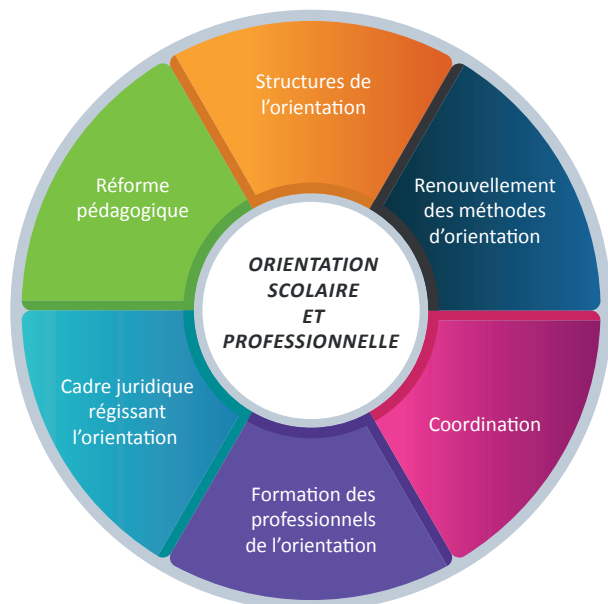 Structures de
l'orientation
Renouvellement
des méthodes
d'orientation
Coordination
Formation des
professionnels
de l'orientation
Cadre juridique
régissant
l'orientation
Réforme
pédagogique
ORIENTATION
SCOLAIRE
ET
PROFESSIONNELLE